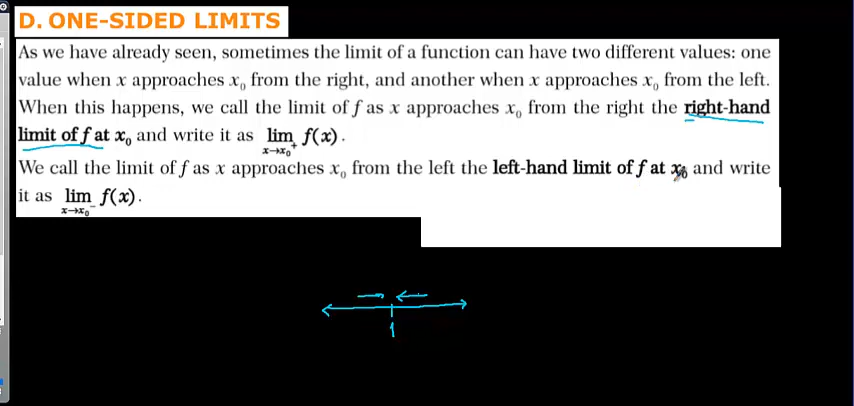 D. ONE-SIDED LIMITS
As we have already seen, sometimes the limit of a function can have two different values: one
value when x approaches x₀ from the right, and another when x approaches x₀ from the left.
When this happens, we call the limit of f as x approaches x₀ from the right the right-hand
limit of f at x₀ and write it as lim x→x₀⁺ f(x).
We call the limit of f as x approaches x₀ from the left the left-hand limit of f at x₀ and write
it as lim x→x₀⁻ f(x).
1